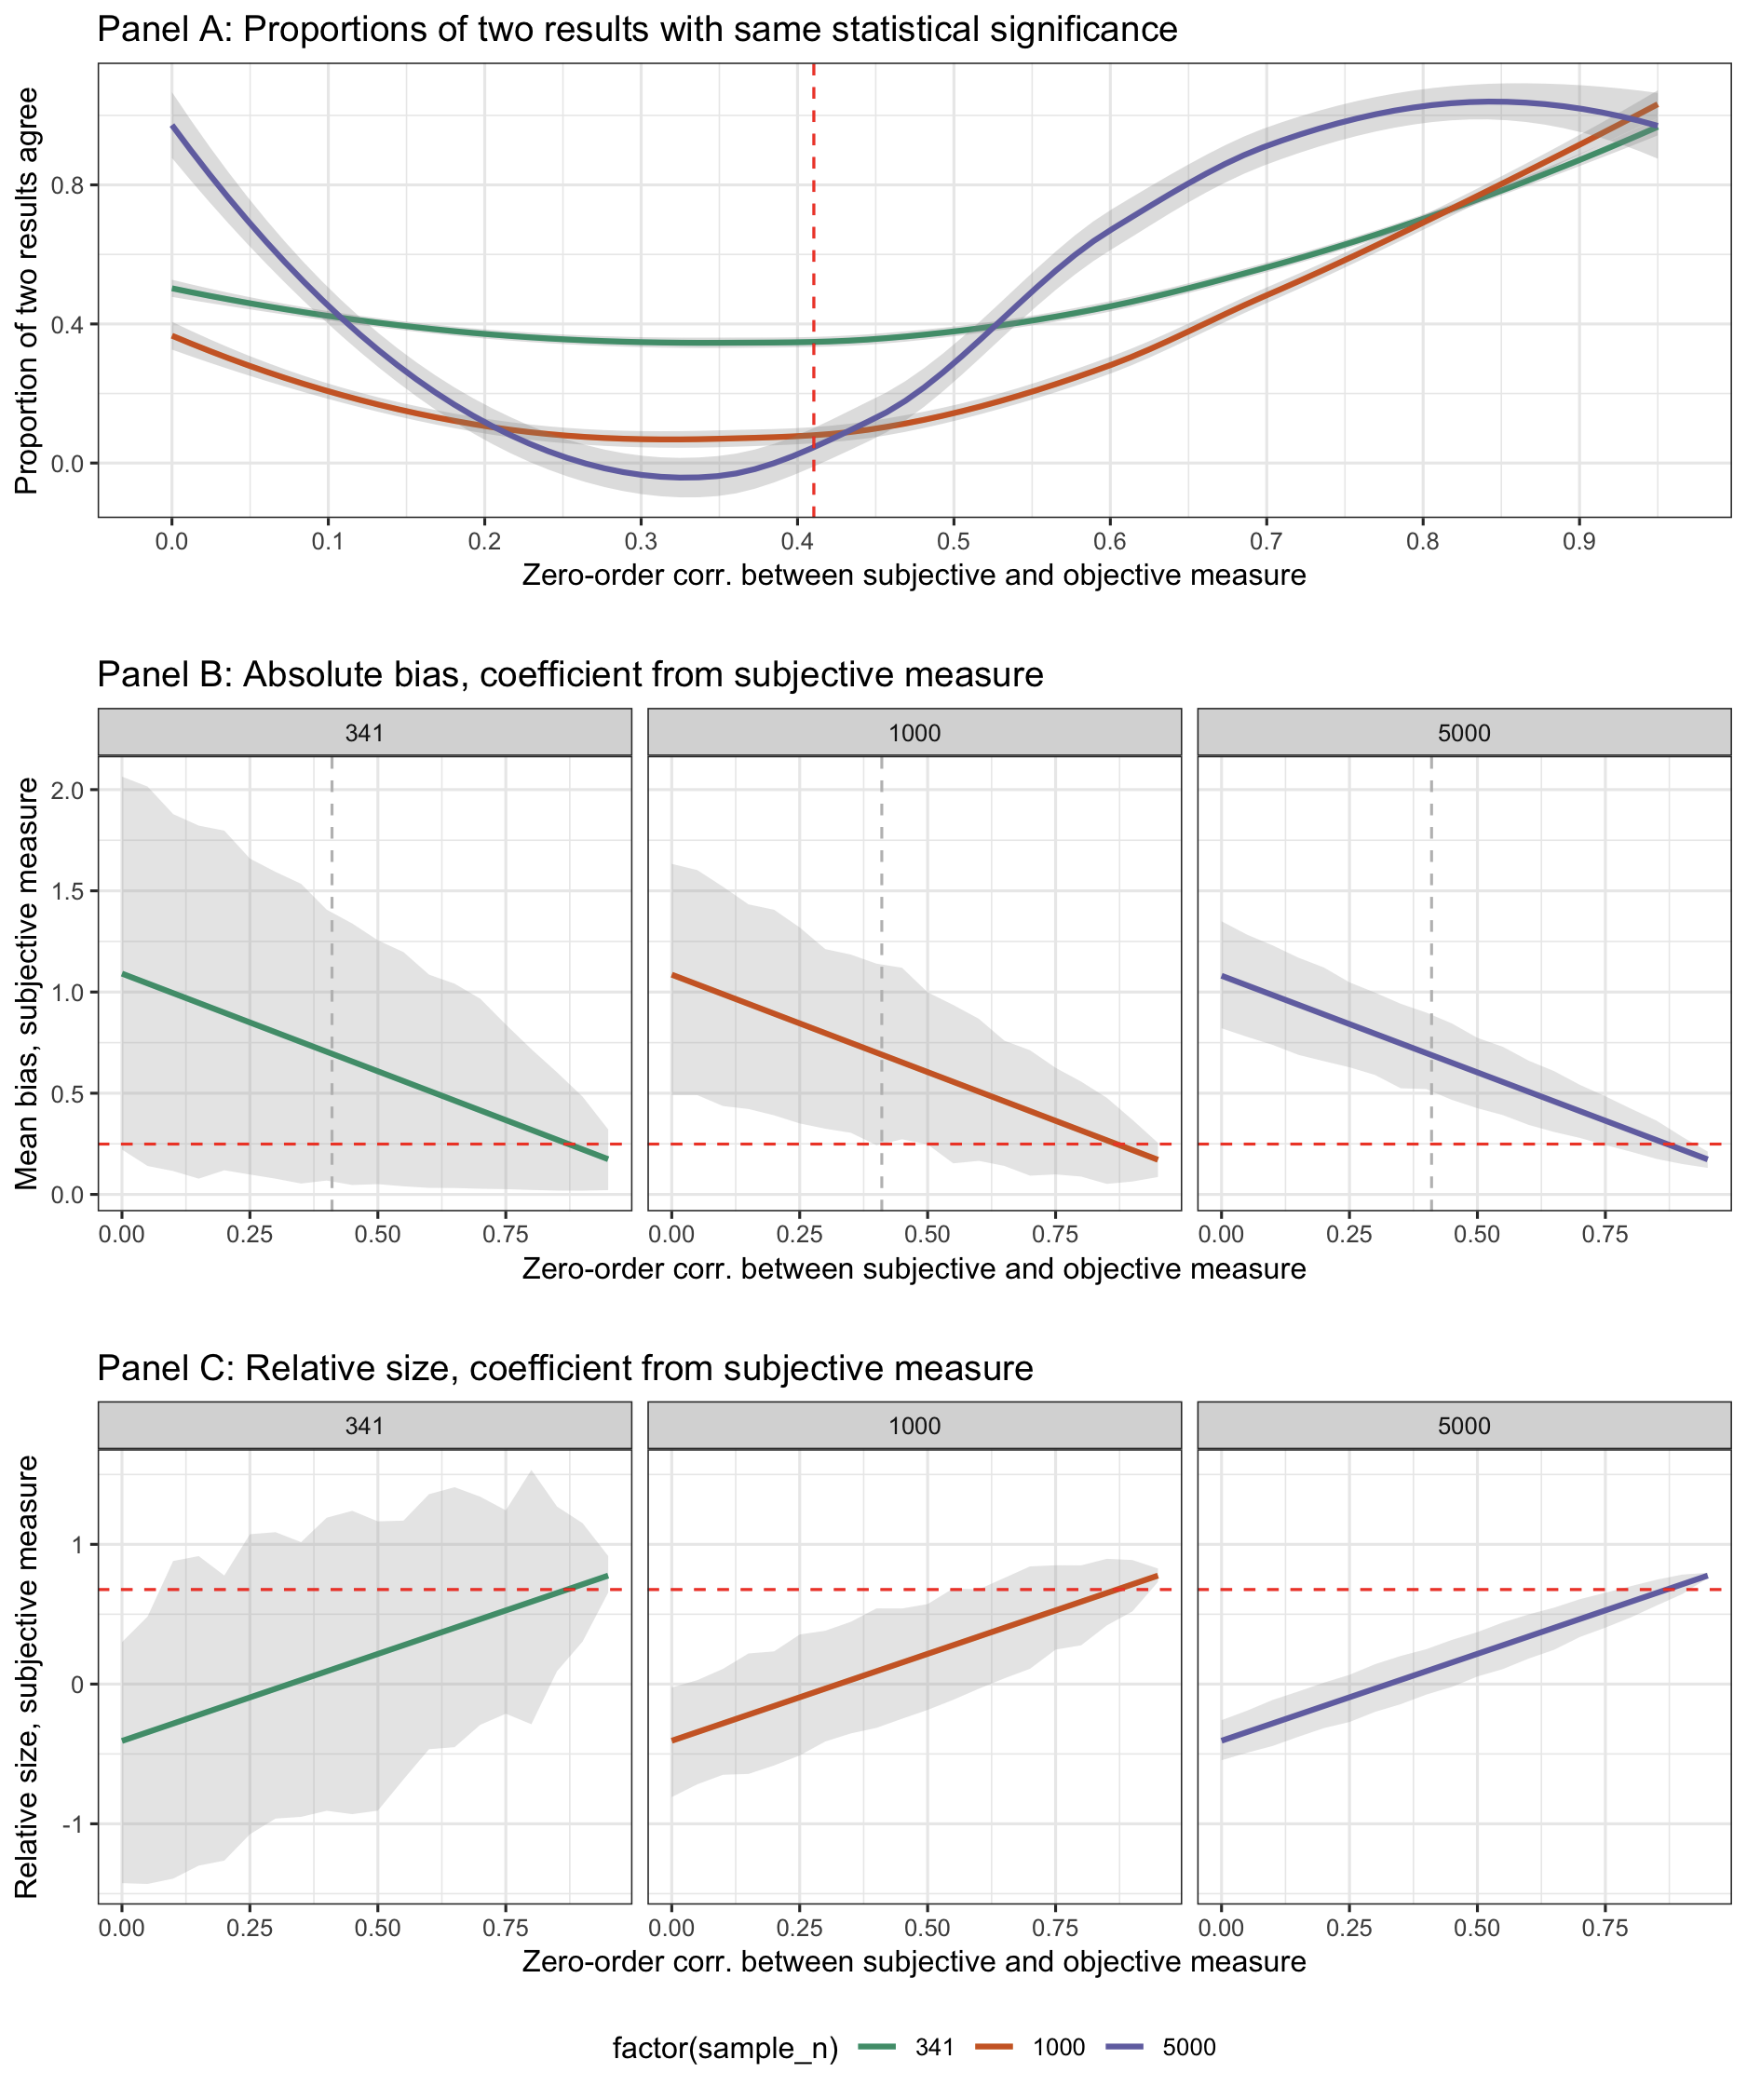 Panel A: Proportions of two results with same statistical significance
Proportion of two results agree
0.8
0.4
0.0
0.0 0.1 0.2 0.3 0.4 0.5 0.6 0.7 0.8 0.9
Zero-order corr. between subjective and objective measure
Panel B: Absolute bias, coefficient from subjective measure
341 1000 5000
Mean bias, subjective measure
2.0
1.5
1.0
0.5
0.0
0.00 0.25 0.50 0.75 0.00 0.25 0.50 0.75 0.00 0.25 0.50 0.75
Zero-order corr. between subjective and objective measure
Panel C: Relative size, coefficient from subjective measure
341 1000 5000
Relative size, subjective measure
1
0
-1
0.00 0.25 0.50 0.75 0.00 0.25 0.50 0.75 0.00 0.25 0.50 0.75
Zero-order corr. between subjective and objective measure
factor(sample_n) 341 1000 5000